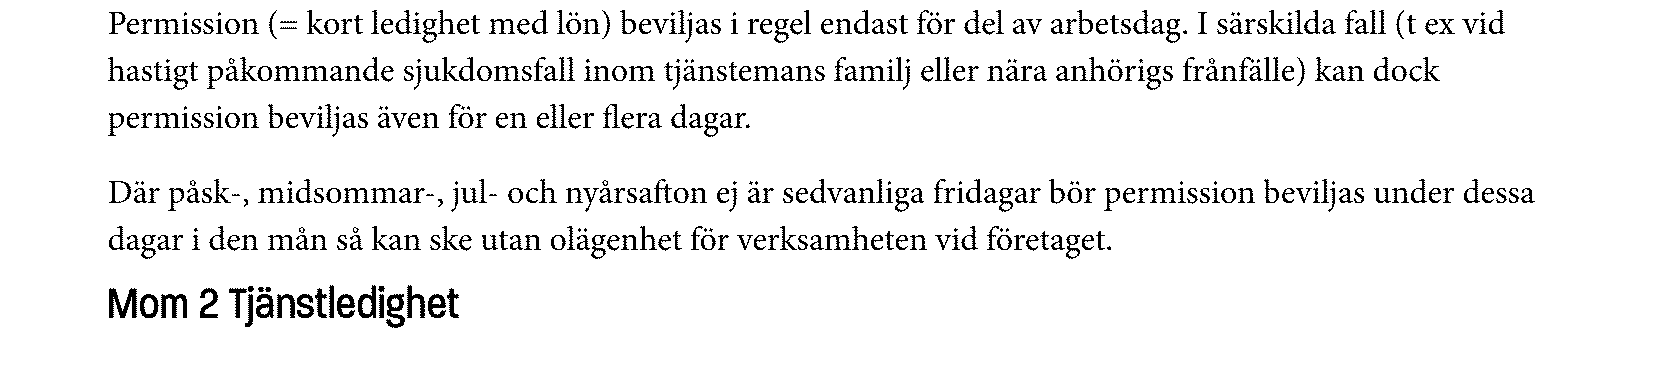 Permission (= kort ledighet med lön) beviljas i regel endast för del av arbetsdag. I särskilda fall (t ex vid
hastigt påkommande sjukdomsfall inom tjänstemans familj eller nära anhörigs frånfälle) kan dock
permission beviljas även för en eller flera dagar.
Där påsk-, midsommar-, jul- och nyårsafton ej är sedvanliga fridagar bör permission beviljas under dessa
dagar i den mån så kan ske utan olägenhet för verksamheten vid företaget.
Mom 2 Tjänstledighet